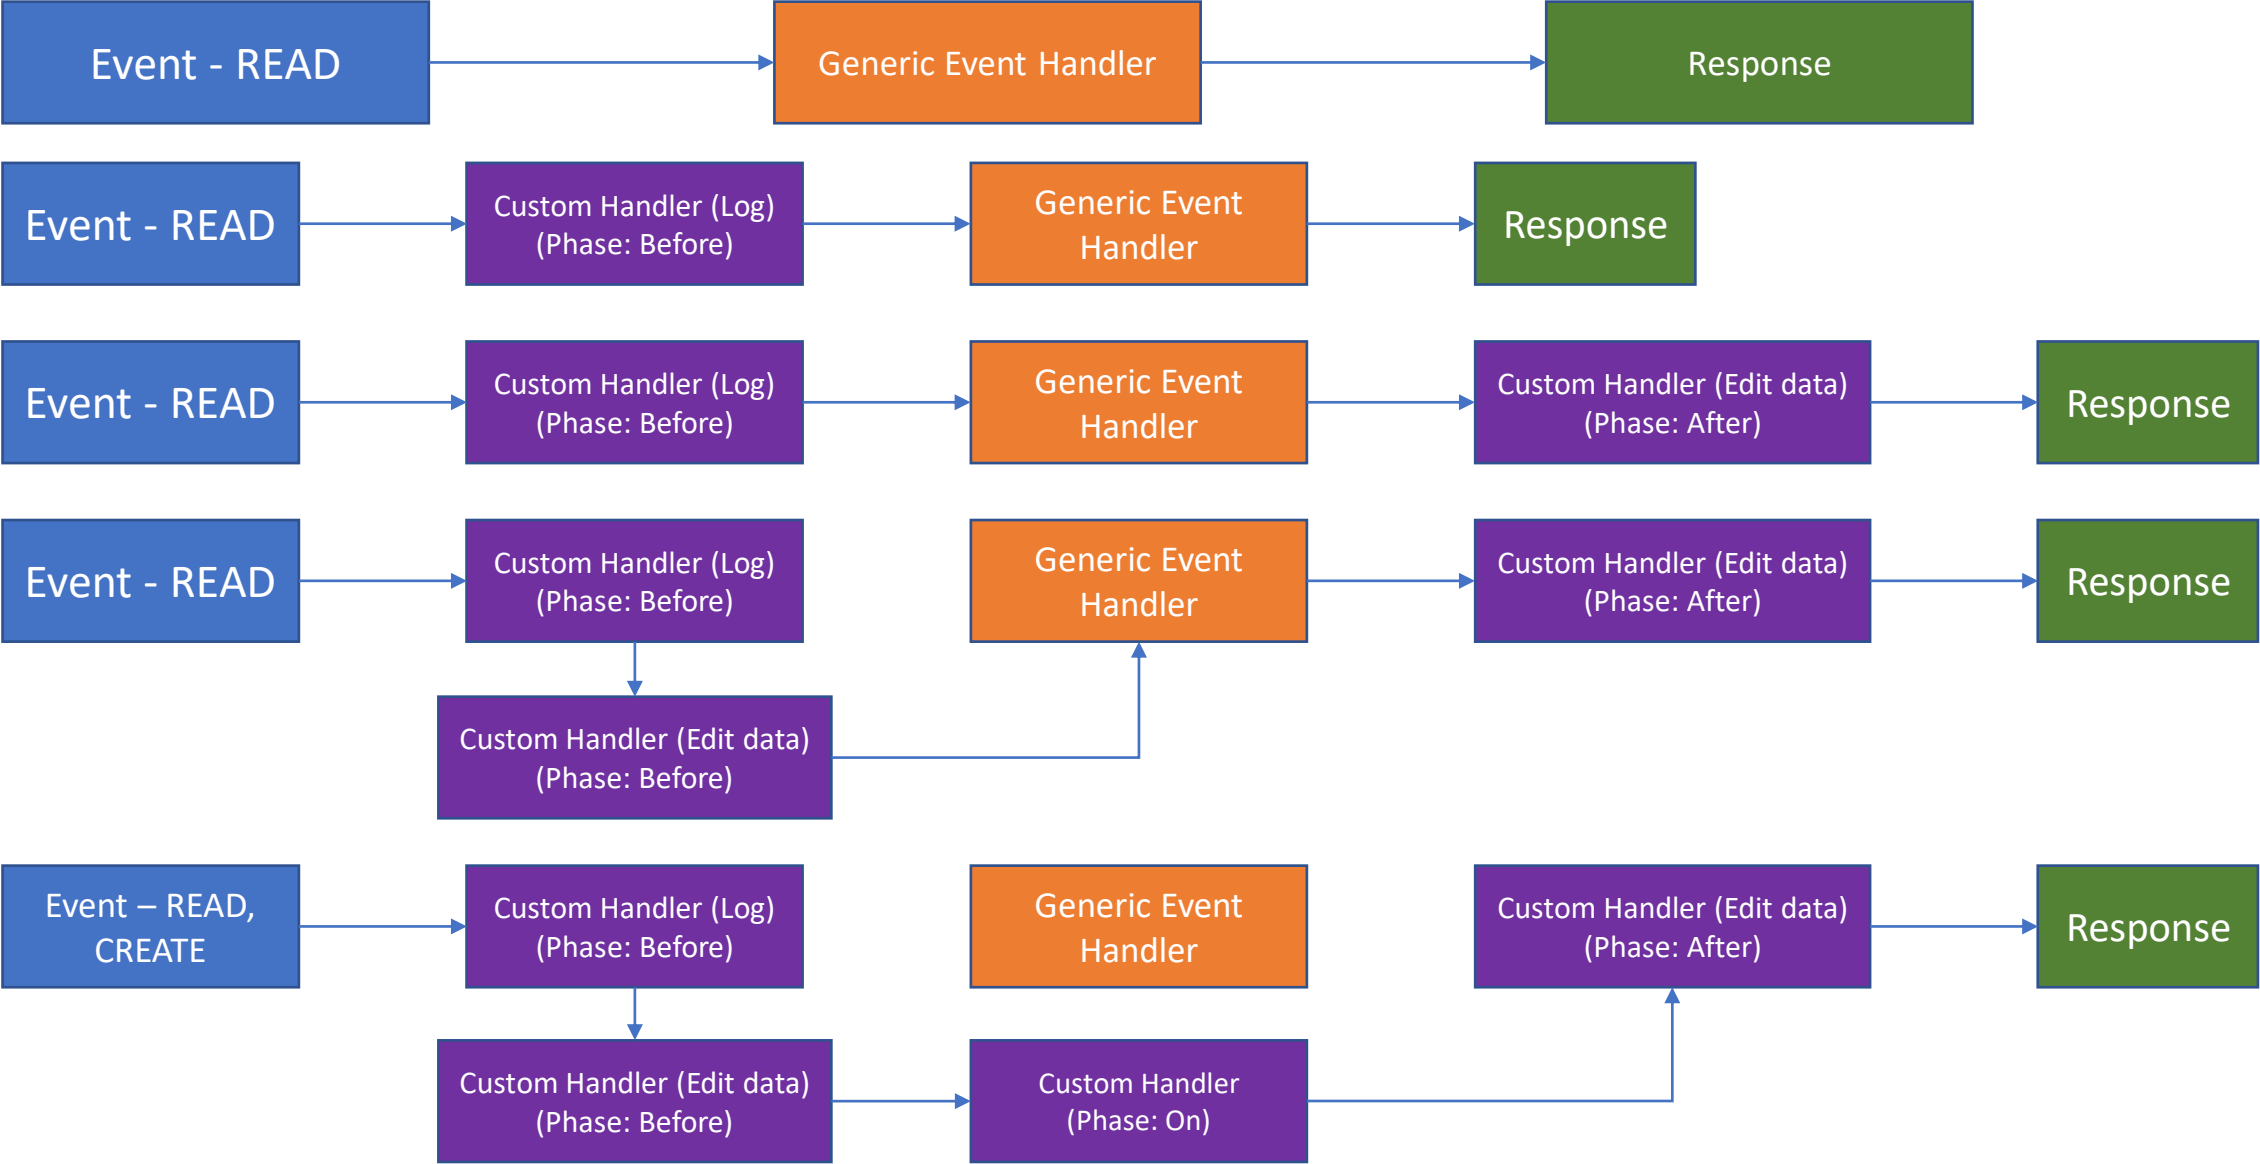 Event - READ
Generic Event Handler
Response
Event - READ
Custom Handler (Log)
(Phase: Before)
Generic Event
Handler
Response
Event - READ
Custom Handler (Log)
(Phase: Before)
Generic Event
Handler
Custom Handler (Edit data)
(Phase: After)
Response
Event - READ
Custom Handler (Log)
(Phase: Before)
Generic Event
Handler
Custom Handler (Edit data)
(Phase: After)
Response
Custom Handler (Edit data)
(Phase: Before)
Event – READ,
CREATE
Custom Handler (Log)
(Phase: Before)
Generic Event
Handler
Custom Handler (Edit data)
(Phase: After)
Response
Custom Handler (Edit data)
(Phase: Before)
Custom Handler
(Phase: On)